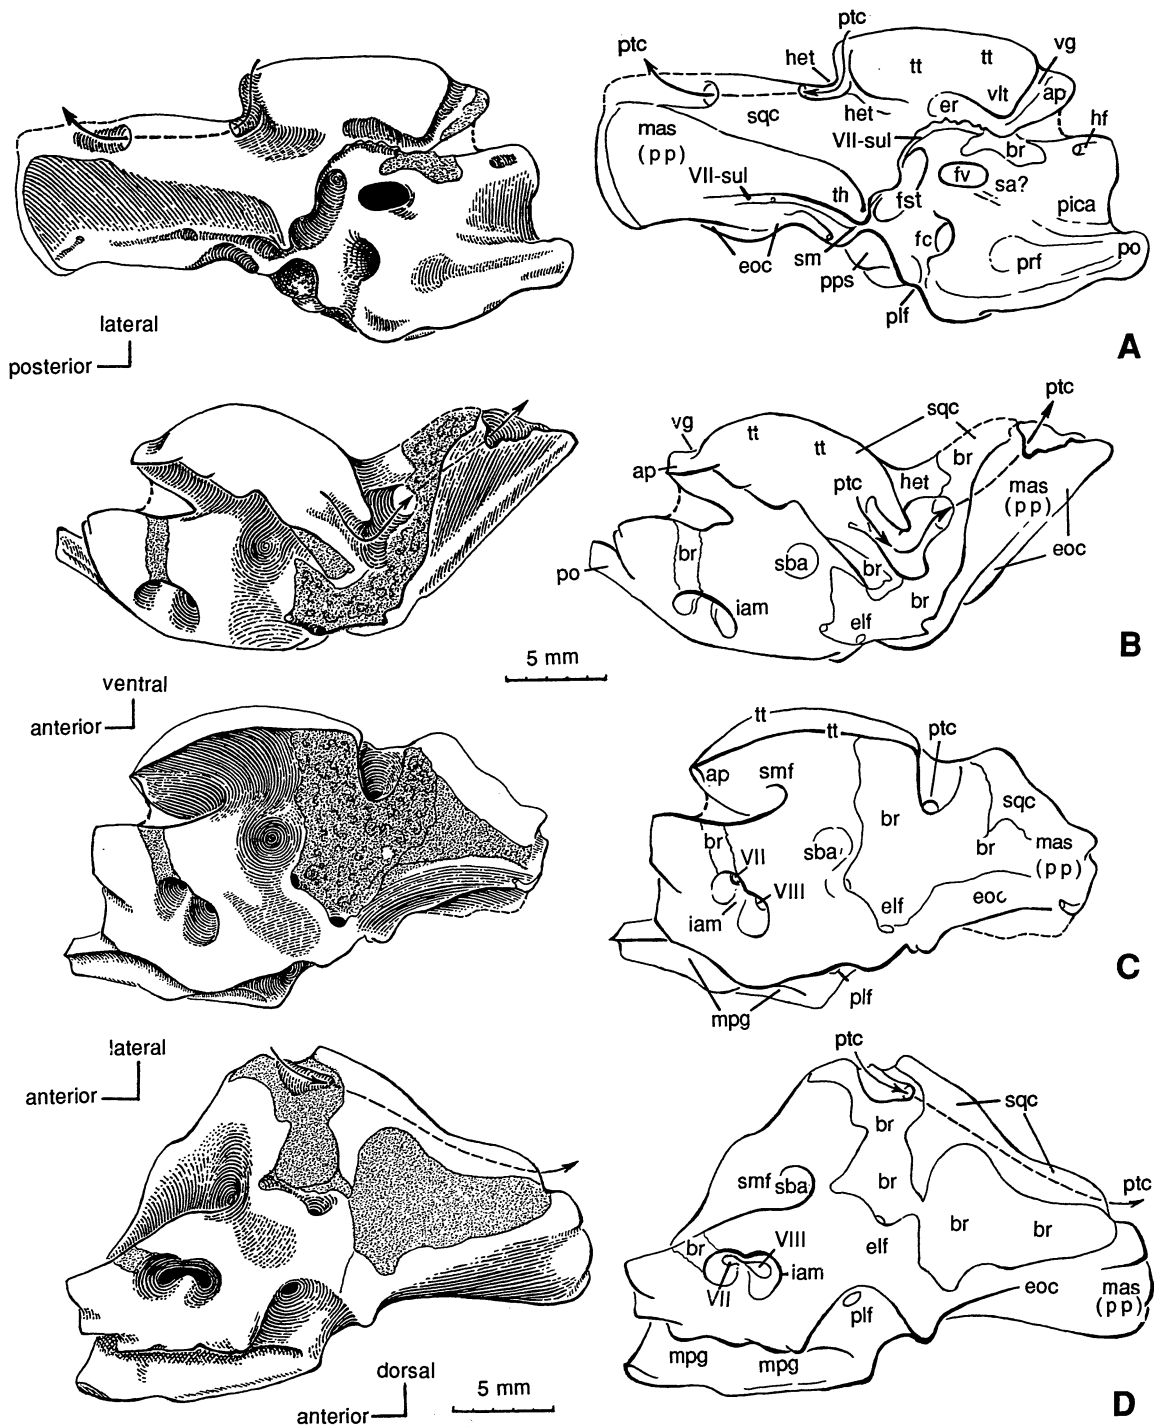 ptc
ptc
het
tt
tt
vg
het
er
vlt
ap
sqc
mas
(pp)
VII-sul
hf
br
VII-sul
fv
sa?
th
fst
pica
fc
eoc
sm
prf
po
pps
plf
lateral
posterior
A
ptc
vg
tt
sqc
tt
br
ap
ptc
het
mas
(pp)
br
sba
br
eoc
po
iam
br
elf
B
5 mm
ventral
anterior
tt
tt
ptc
ap
smf
sqc
br
br
sba
VII
br
mas
(pp)
VIII
iam
elf
eoc
C
plf
mpg
lateral
anterior
ptc
sqc
br
br
smf
sba
ptc
br
br
br
elf
VIII
iam
VII
eoc
mas
(pp)
plf
mpg
mpg
dorsal
anterior
5 mm
D